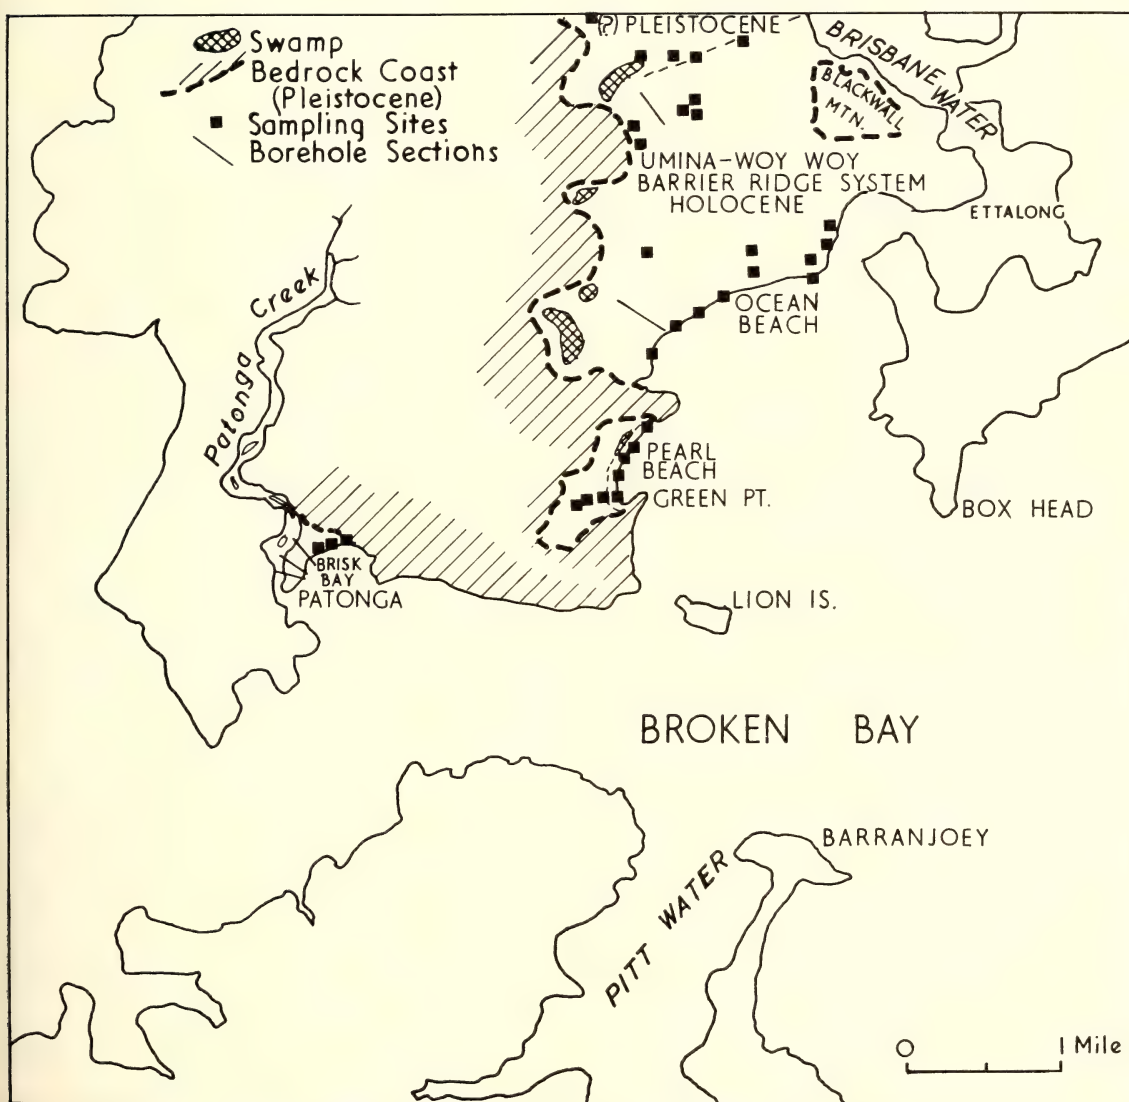 Swamp
Bedrock Coast
(Pleistocene)
Sampling Sites
Borehole Sections
(?) PLEISTOCENE
BRISBANE WATER
BLACKWALL
MTN.
UMINA-WOY WOY
BARRIER RIDGE SYSTEM
HOLOCENE
ETTALONG
Patonga Creek
OCEAN
BEACH
PEARL
BEACH
GREEN PT.
BOX HEAD
BRISK
BAY
PATONGA
LION IS.
BROKEN BAY
BARRANJOEY
PITT WATER
0 1 Mile